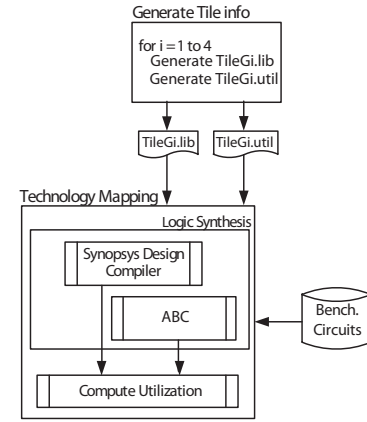 Generate Tile info
for i = 1 to 4
Generate TileGi.lib
Generate TileGi.util
TileGi.lib
TileGi.util
Technology Mapping
Logic Synthesis
Synopsys Design
Compiler
ABC
Bench.
Circuits
Compute Utilization